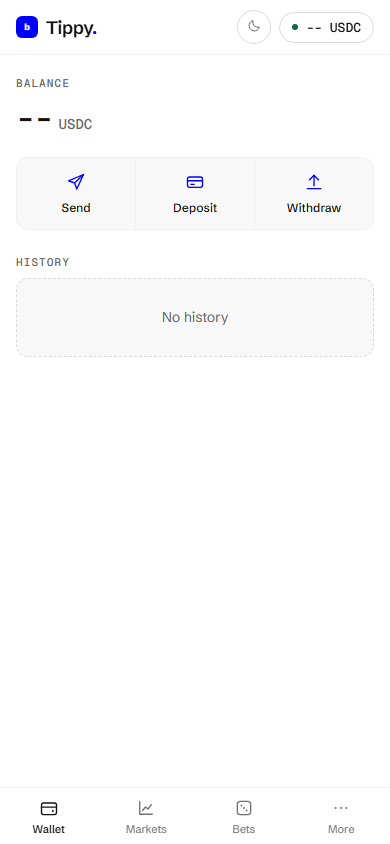 b Tippy. -- USDC
BALANCE
-- USDC
Send Deposit Withdraw
HISTORY
No history
Wallet Markets Bets More